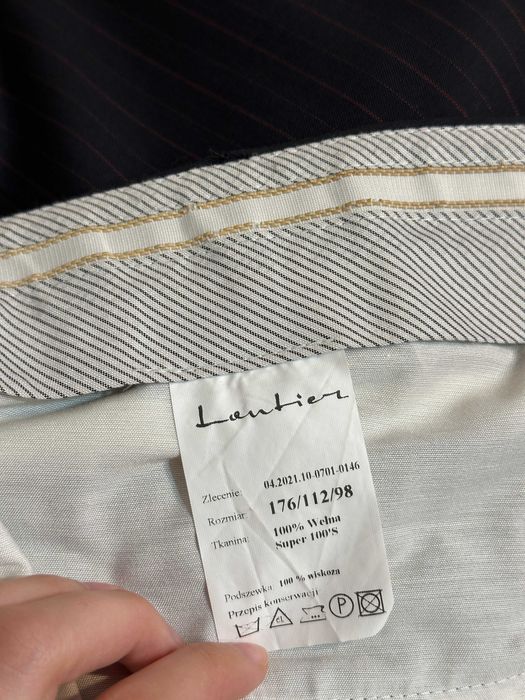 Lantier
Zlecenie: 04.2021.10-0701-0146
Rozmiar: 176/112/98
Tkanina: 100% Wełna
Super 100'S
Podszewka: 100 % wiskoza
Przepis konserwacji:
cl P